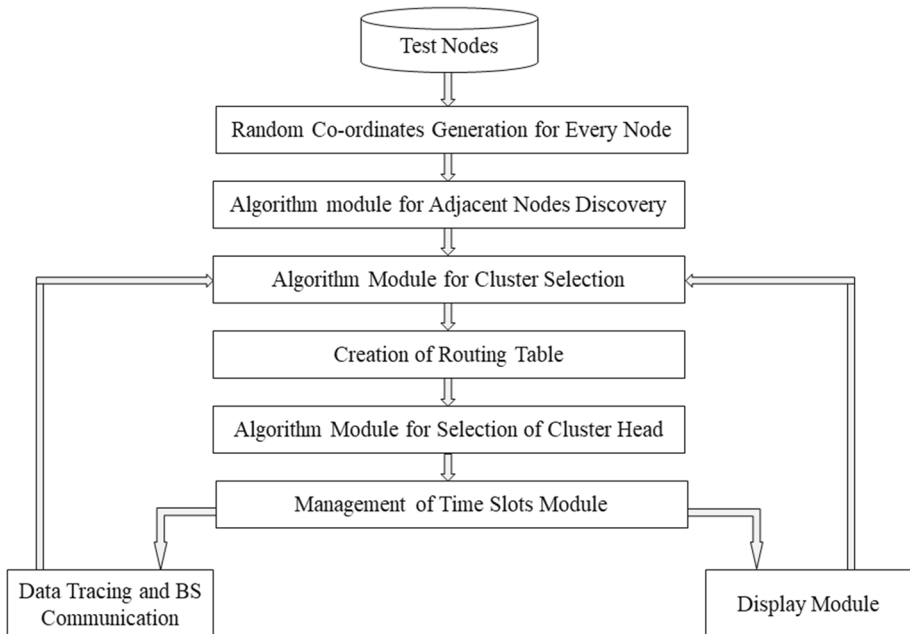 Test Nodes
Random Co-ordinates Generation for Every Node
Algorithm module for Adjacent Nodes Discovery
Algorithm Module for Cluster Selection
Creation of Routing Table
Algorithm Module for Selection of Cluster Head
Management of Time Slots Module
Data Tracing and BS
Communication
Display Module